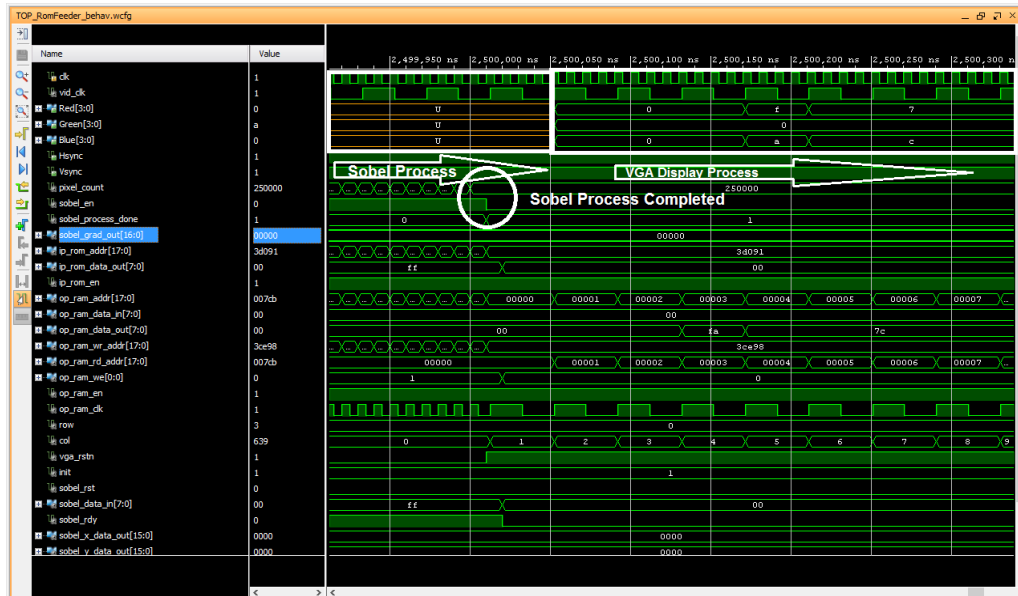 TOP_RomFeeder_behav.wcfg
Name Value
2,499,950 ns 2,500,000 ns 2,500,050 ns 2,500,100 ns 2,500,150 ns 2,500,200 ns 2,500,250 ns 2,500,300 n
clk 1
vid_clk 1
Red[3:0] 0 U 0 f 7
Green[3:0] a U 0
Blue[3:0] 0 U 0 a c
Hsync 1
Vsync 1 Sobel Process VGA Display Process
pixel_count 250000 ... ... ... ... ... ... ... ... 250000
sobel_en 0 Sobel Process Completed
sobel_process_done 1 0 1
sobel_grad_out[16:0] 00000 00000
ip_rom_addr[17:0] 3d091 ... ... ... ... ... ... ... ... 3d091
ip_rom_data_out[7:0] 00 ff 00
ip_rom_en 1
op_ram_addr[17:0] 007cb ... ... ... ... ... ... ... ... 00000 00001 00002 00003 00004 00005 00006 00007 ...
op_ram_data_in[7:0] 00 00
op_ram_data_out[7:0] 00 00 fa 7c
op_ram_wr_addr[17:0] 3ce98 ... ... ... ... ... ... ... ... 3ce98
op_ram_rd_addr[17:0] 007cb 00000 00001 00002 00003 00004 00005 00006 00007 ...
op_ram_we[0:0] 0 1 0
op_ram_en 1
op_ram_clk 1
row 3 0
col 639 0 1 2 3 4 5 6 7 8 9
vga_rstn 1
init 1 1
sobel_rst 0
sobel_data_in[7:0] 00 ff 00
sobel_rdy 0
sobel_x_data_out[15:0] 0000 0000
sobel_y_data_out[15:0] 0000 0000